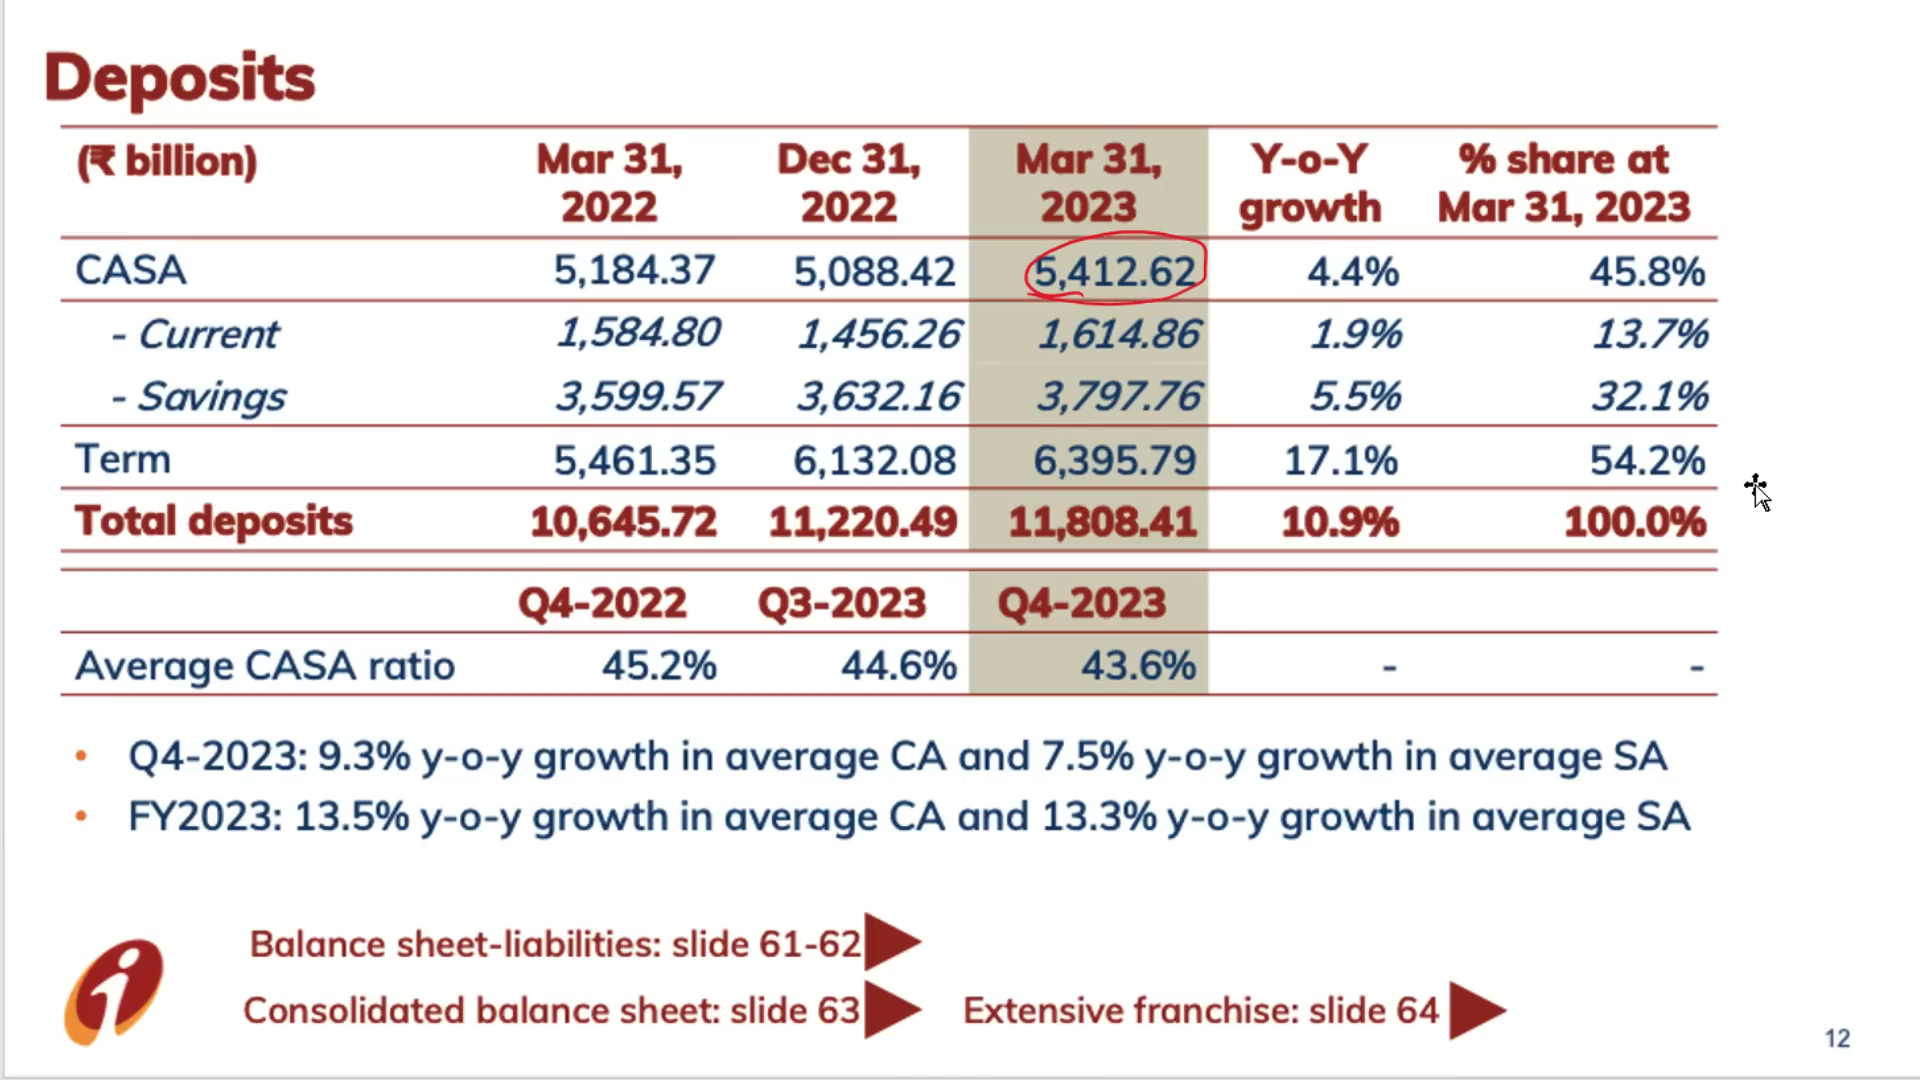 Deposits
(₹ billion) Mar 31, 2022 Dec 31, 2022 Mar 31, 2023 Y-o-Y growth % share at Mar 31, 2023
CASA 5,184.37 5,088.42 5,412.62 4.4% 45.8%
- Current 1,584.80 1,456.26 1,614.86 1.9% 13.7%
- Savings 3,599.57 3,632.16 3,797.76 5.5% 32.1%
Term 5,461.35 6,132.08 6,395.79 17.1% 54.2%
Total deposits 10,645.72 11,220.49 11,808.41 10.9% 100.0%
Q4-2022 Q3-2023 Q4-2023
Average CASA ratio 45.2% 44.6% 43.6% - -
• Q4-2023: 9.3% y-o-y growth in average CA and 7.5% y-o-y growth in average SA
• FY2023: 13.5% y-o-y growth in average CA and 13.3% y-o-y growth in average SA
Balance sheet-liabilities: slide 61-62
Consolidated balance sheet: slide 63 Extensive franchise: slide 64
12